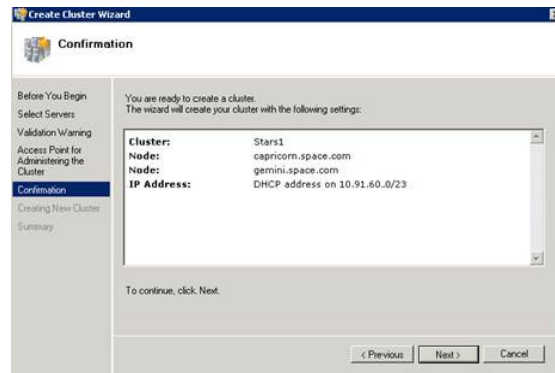 Create Cluster Wizard
Confirmation
Before You Begin
Select Servers
Validation Warning
Access Point for
Administering the
Cluster
Confirmation
Creating New Cluster
Summary
You are ready to create a cluster.
The wizard will create your cluster with the following settings:
Cluster: Stars1
Node: capricorn.space.com
Node: gemini.space.com
IP Address: DHCP address on 10.91.60.0/23
To continue, click Next.
< Previous
Next >
Cancel